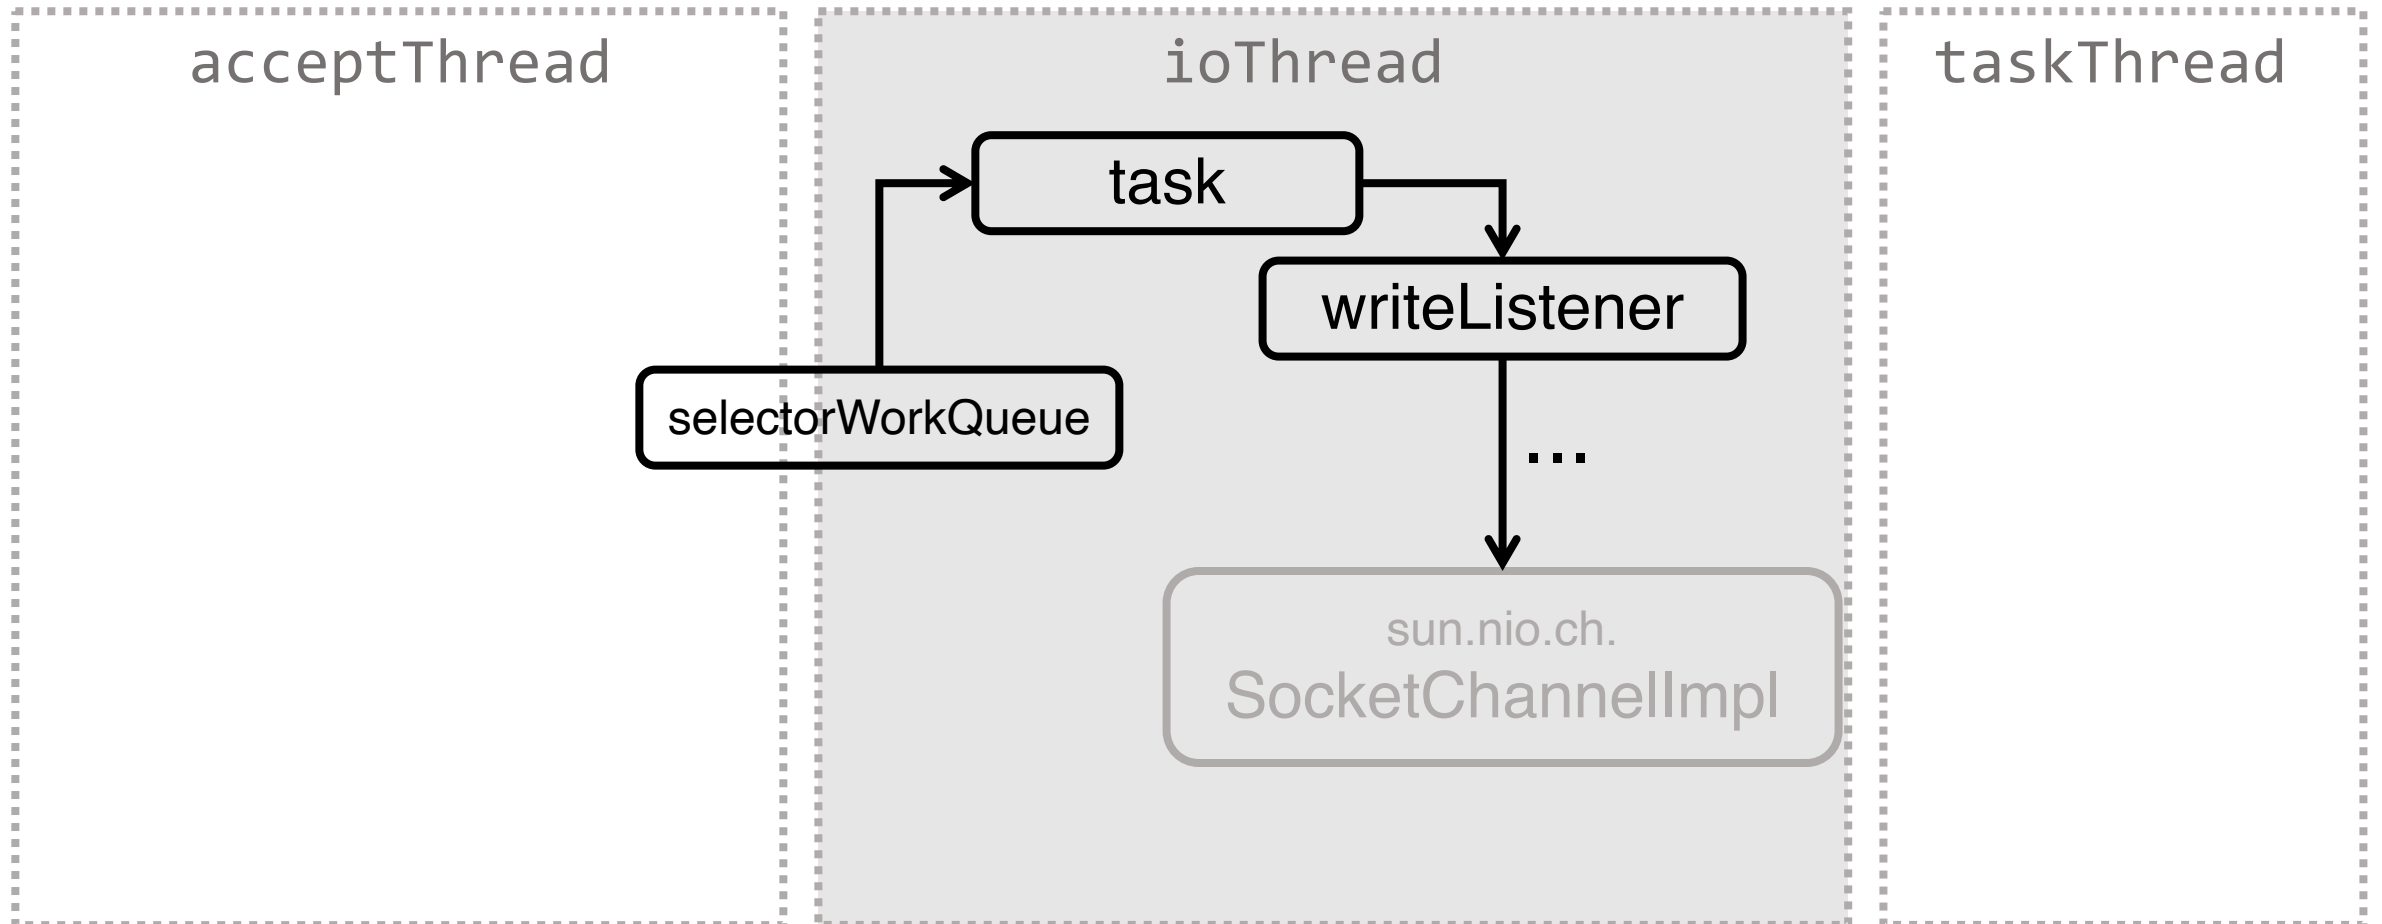 acceptThread
ioThread
taskThread
task
writeListener
selectorWorkQueue
...
sun.nio.ch.
SocketChannelImpl